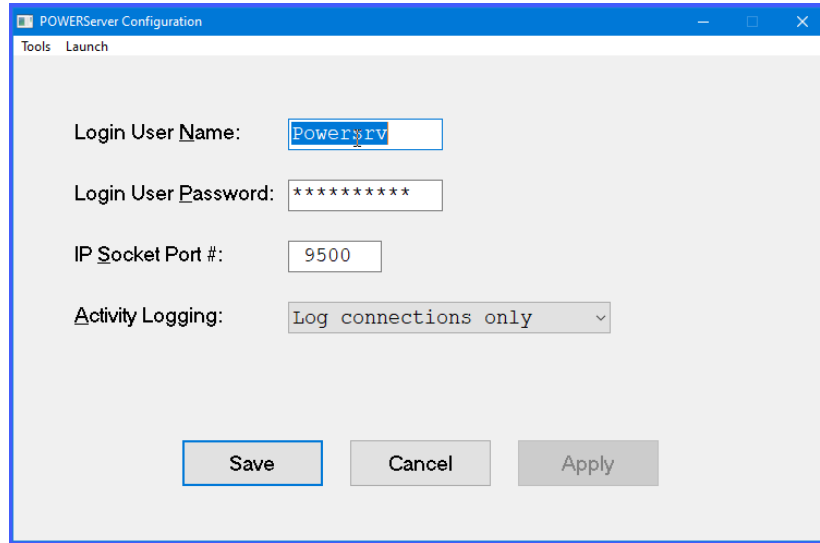 POWERServer Configuration
Tools Launch
Login User Name: Powersrv
Login User Password: **********
IP Socket Port #: 9500
Activity Logging: Log connections only
Save Cancel Apply